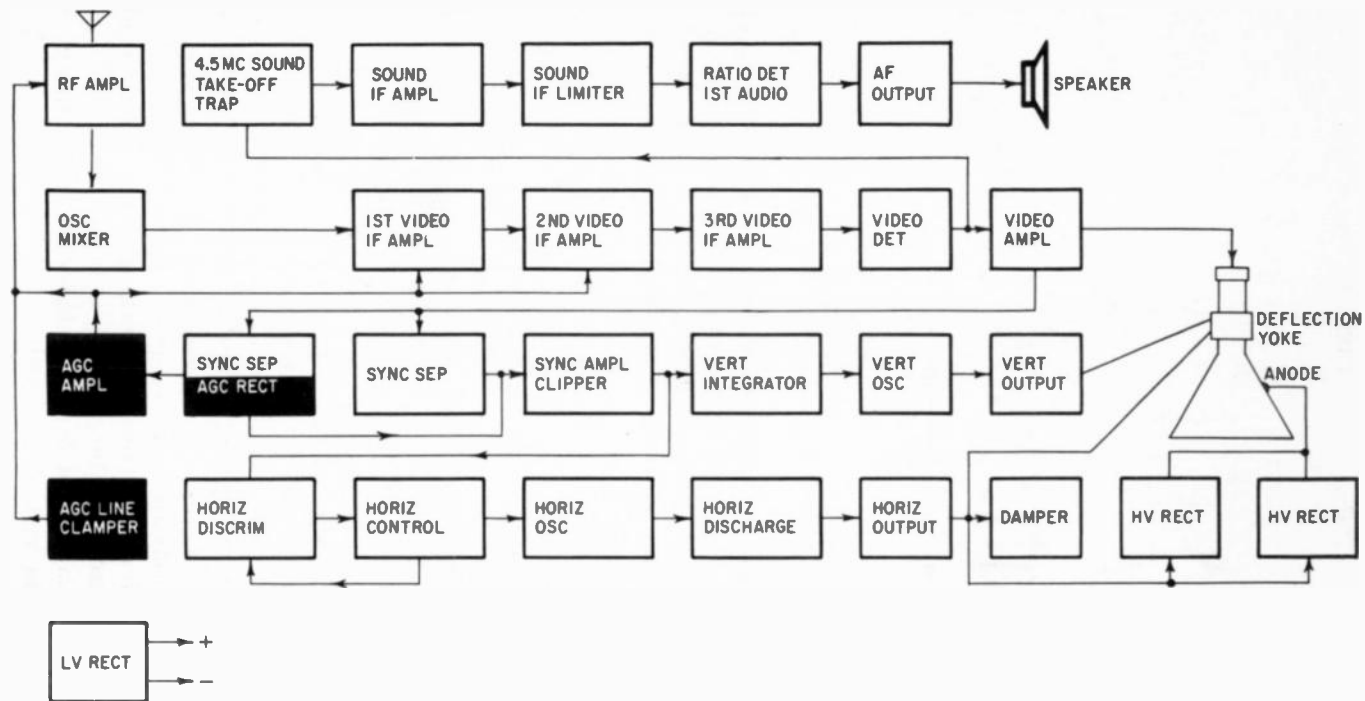 RF AMPL
4.5 MC SOUND
TAKE-OFF
TRAP
SOUND
IF AMPL
SOUND
IF LIMITER
RATIO DET
1ST AUDIO
AF
OUTPUT
SPEAKER
OSC
MIXER
1ST VIDEO
IF AMPL
2ND VIDEO
IF AMPL
3RD VIDEO
IF AMPL
VIDEO
DET
VIDEO
AMPL
DEFLECTION
YOKE
ANODE
AGC
AMPL
SYNC SEP
AGC RECT
SYNC SEP
SYNC AMPL
CLIPPER
VERT
INTEGRATOR
VERT
OSC
VERT
OUTPUT
AGC LINE
CLAMPER
HORIZ
DISCRIM
HORIZ
CONTROL
HORIZ
OSC
HORIZ
DISCHARGE
HORIZ
OUTPUT
DAMPER
HV RECT
HV RECT
LV RECT
+
−